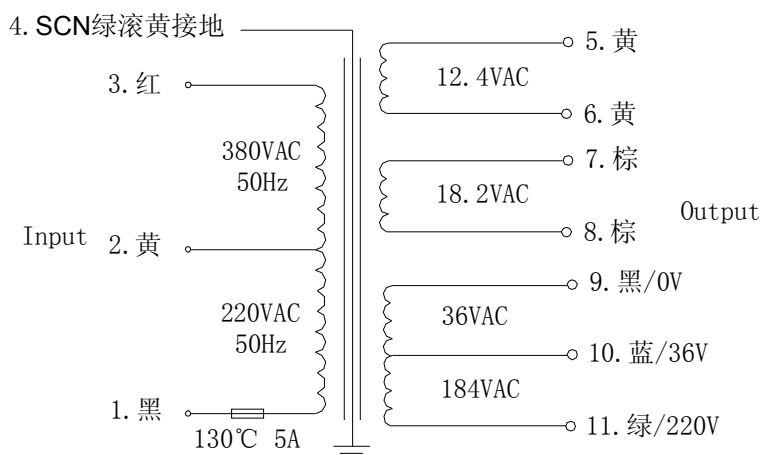 4. SCN绿滚黄接地
3. 红
380VAC
50Hz
Input
2. 黄
220VAC
50Hz
1. 黑
130℃ 5A
5. 黄
12.4VAC
6. 黄
7. 棕
18.2VAC
8. 棕
Output
9. 黑/0V
36VAC
10. 蓝/36V
184VAC
11. 绿/220V